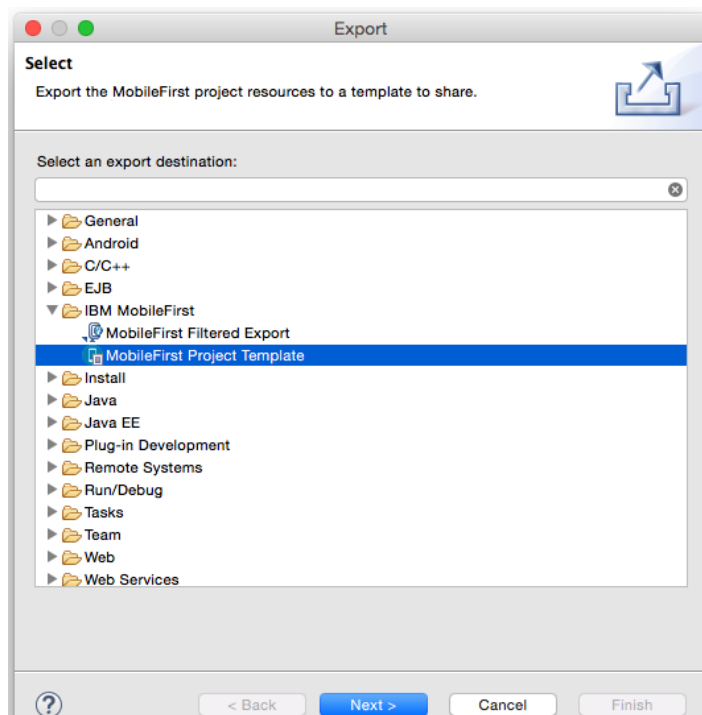 Export
Select
Export the MobileFirst project resources to a template to share.
Select an export destination:
General
Android
C/C++
EJB
IBM MobileFirst
MobileFirst Filtered Export
MobileFirst Project Template
Install
Java
Java EE
Plug-in Development
Remote Systems
Run/Debug
Tasks
Team
Web
Web Services
? < Back Next > Cancel Finish